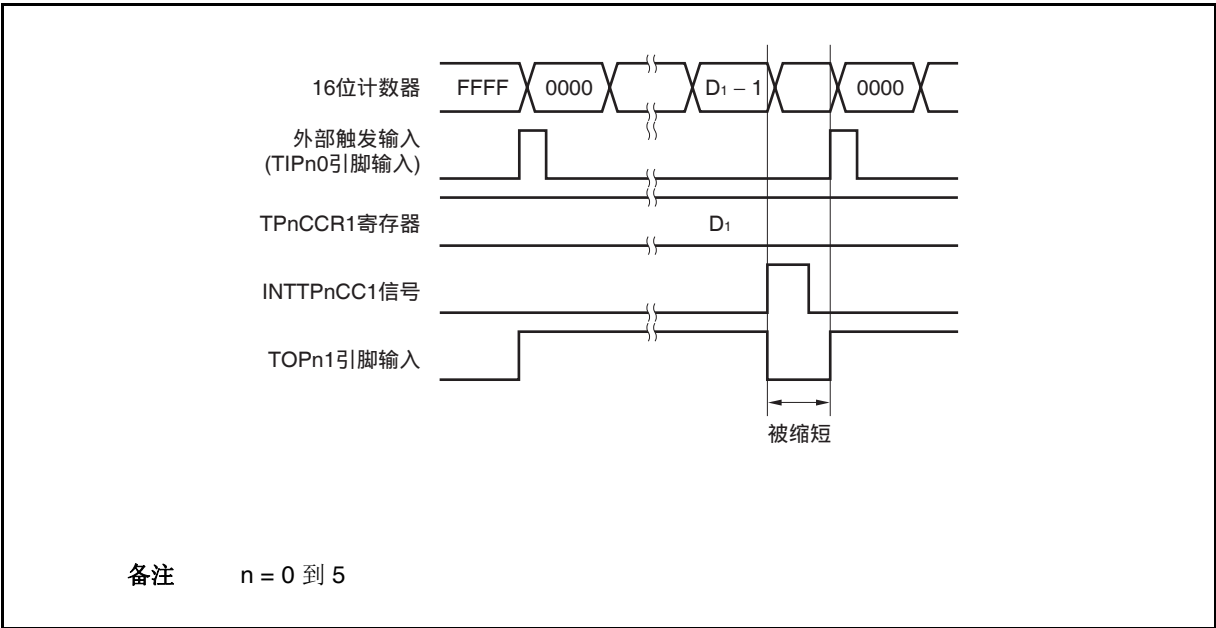 16位计数器 FFFF 0000 D1 – 1 0000
外部触发输入
(TIPn0引脚输入)
TPnCCR1寄存器 D1
INTTPnCC1信号
TOPn1引脚输入
被缩短
备注 n = 0 到 5